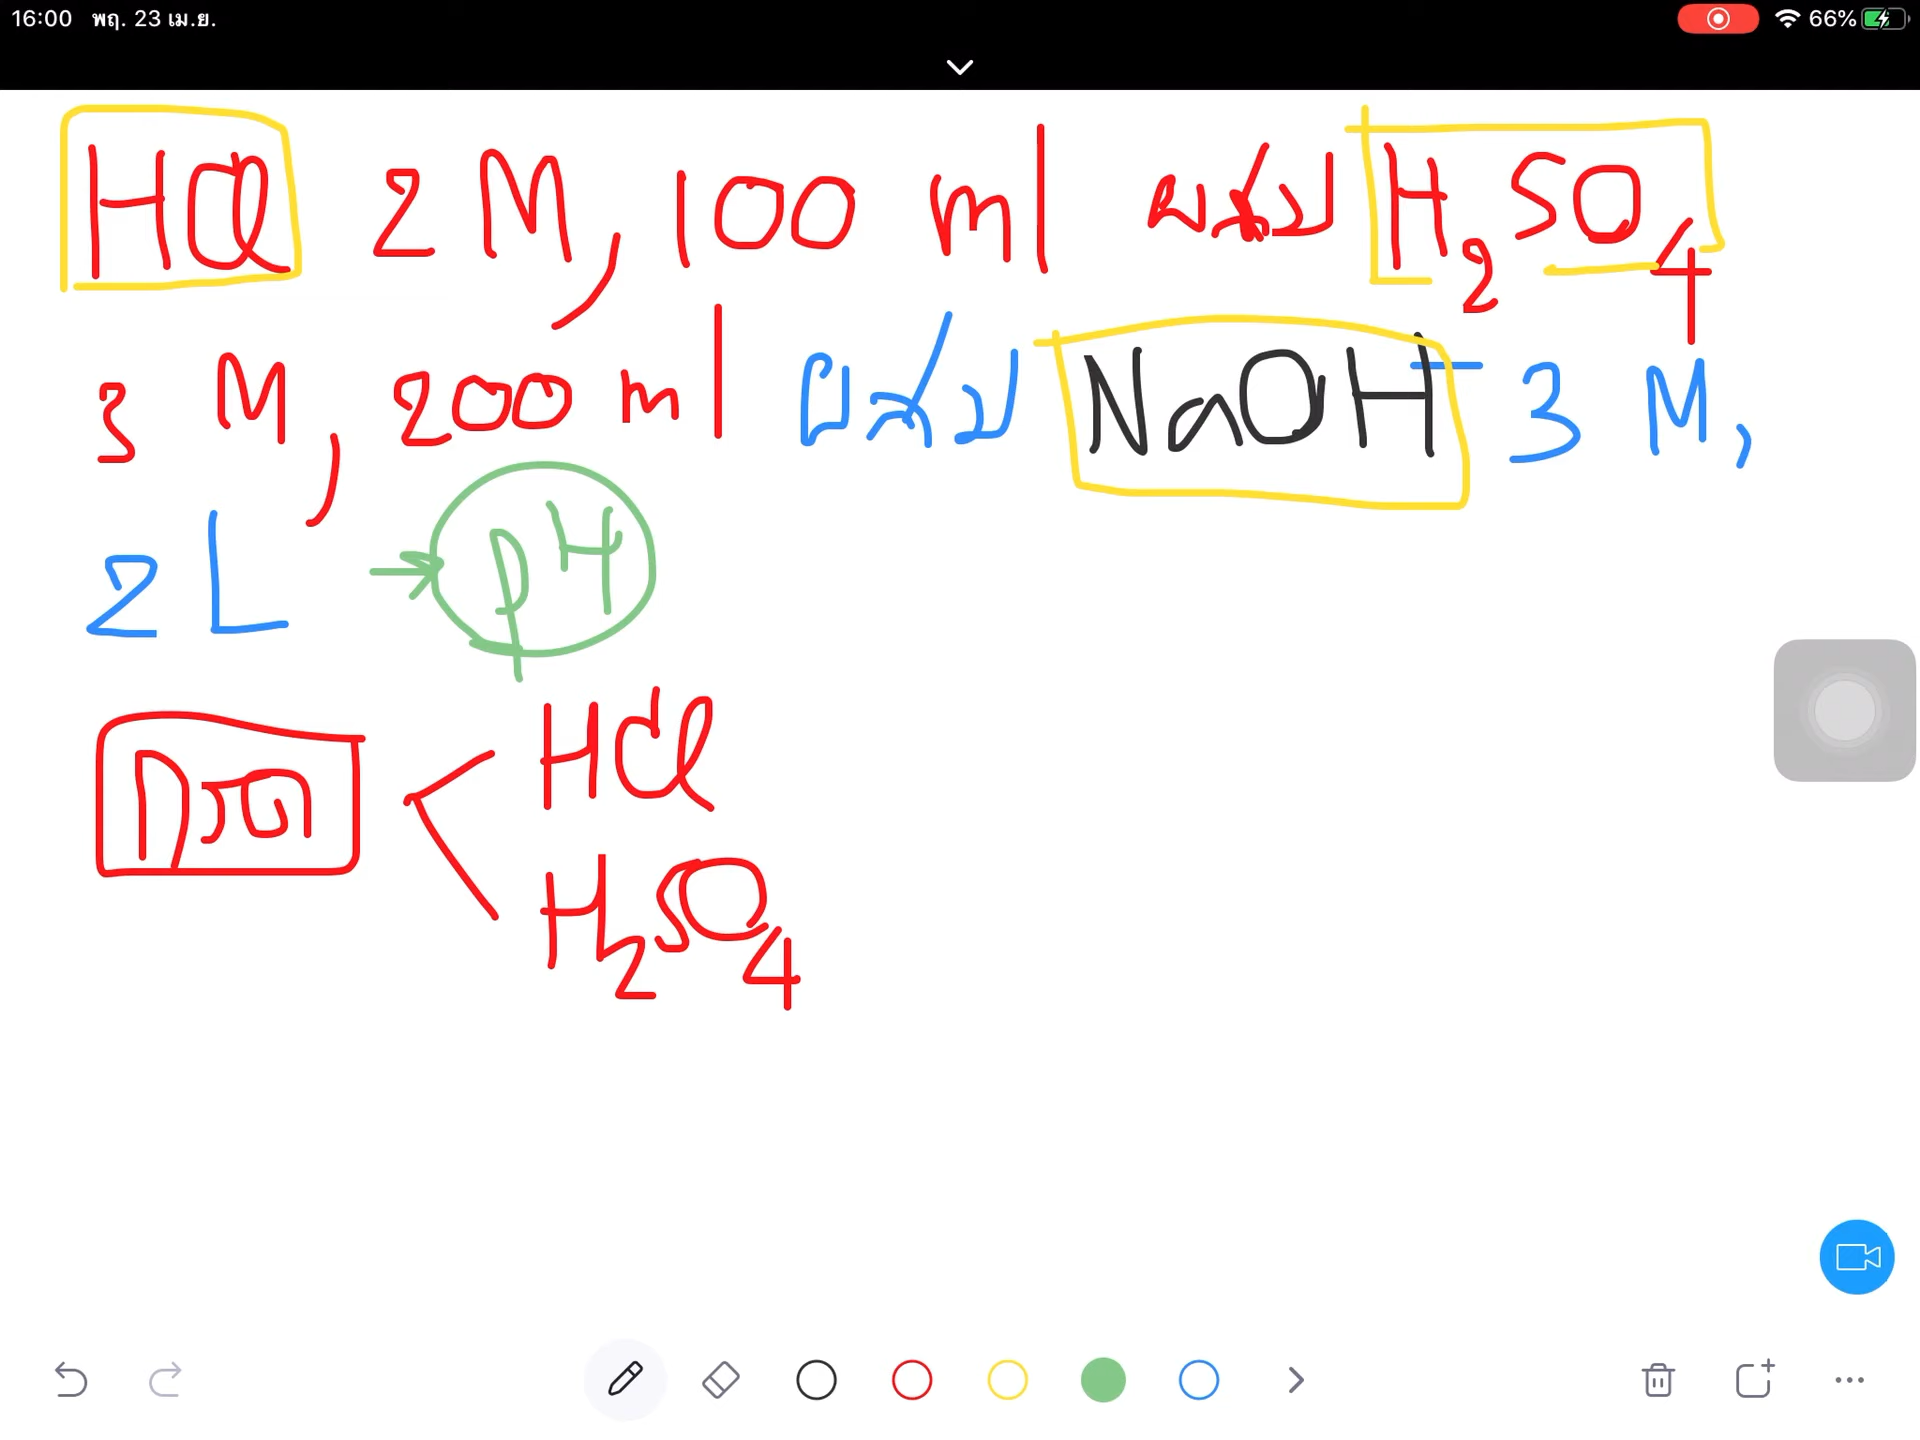 16:00 พฤ. 23 เม.ย. 66%
HCl 2 M, 100 ml ผสม H2SO4
3 M, 200 ml ผสม NaOH 3 M,
2 L → pH
กรด < HCl
H2SO4